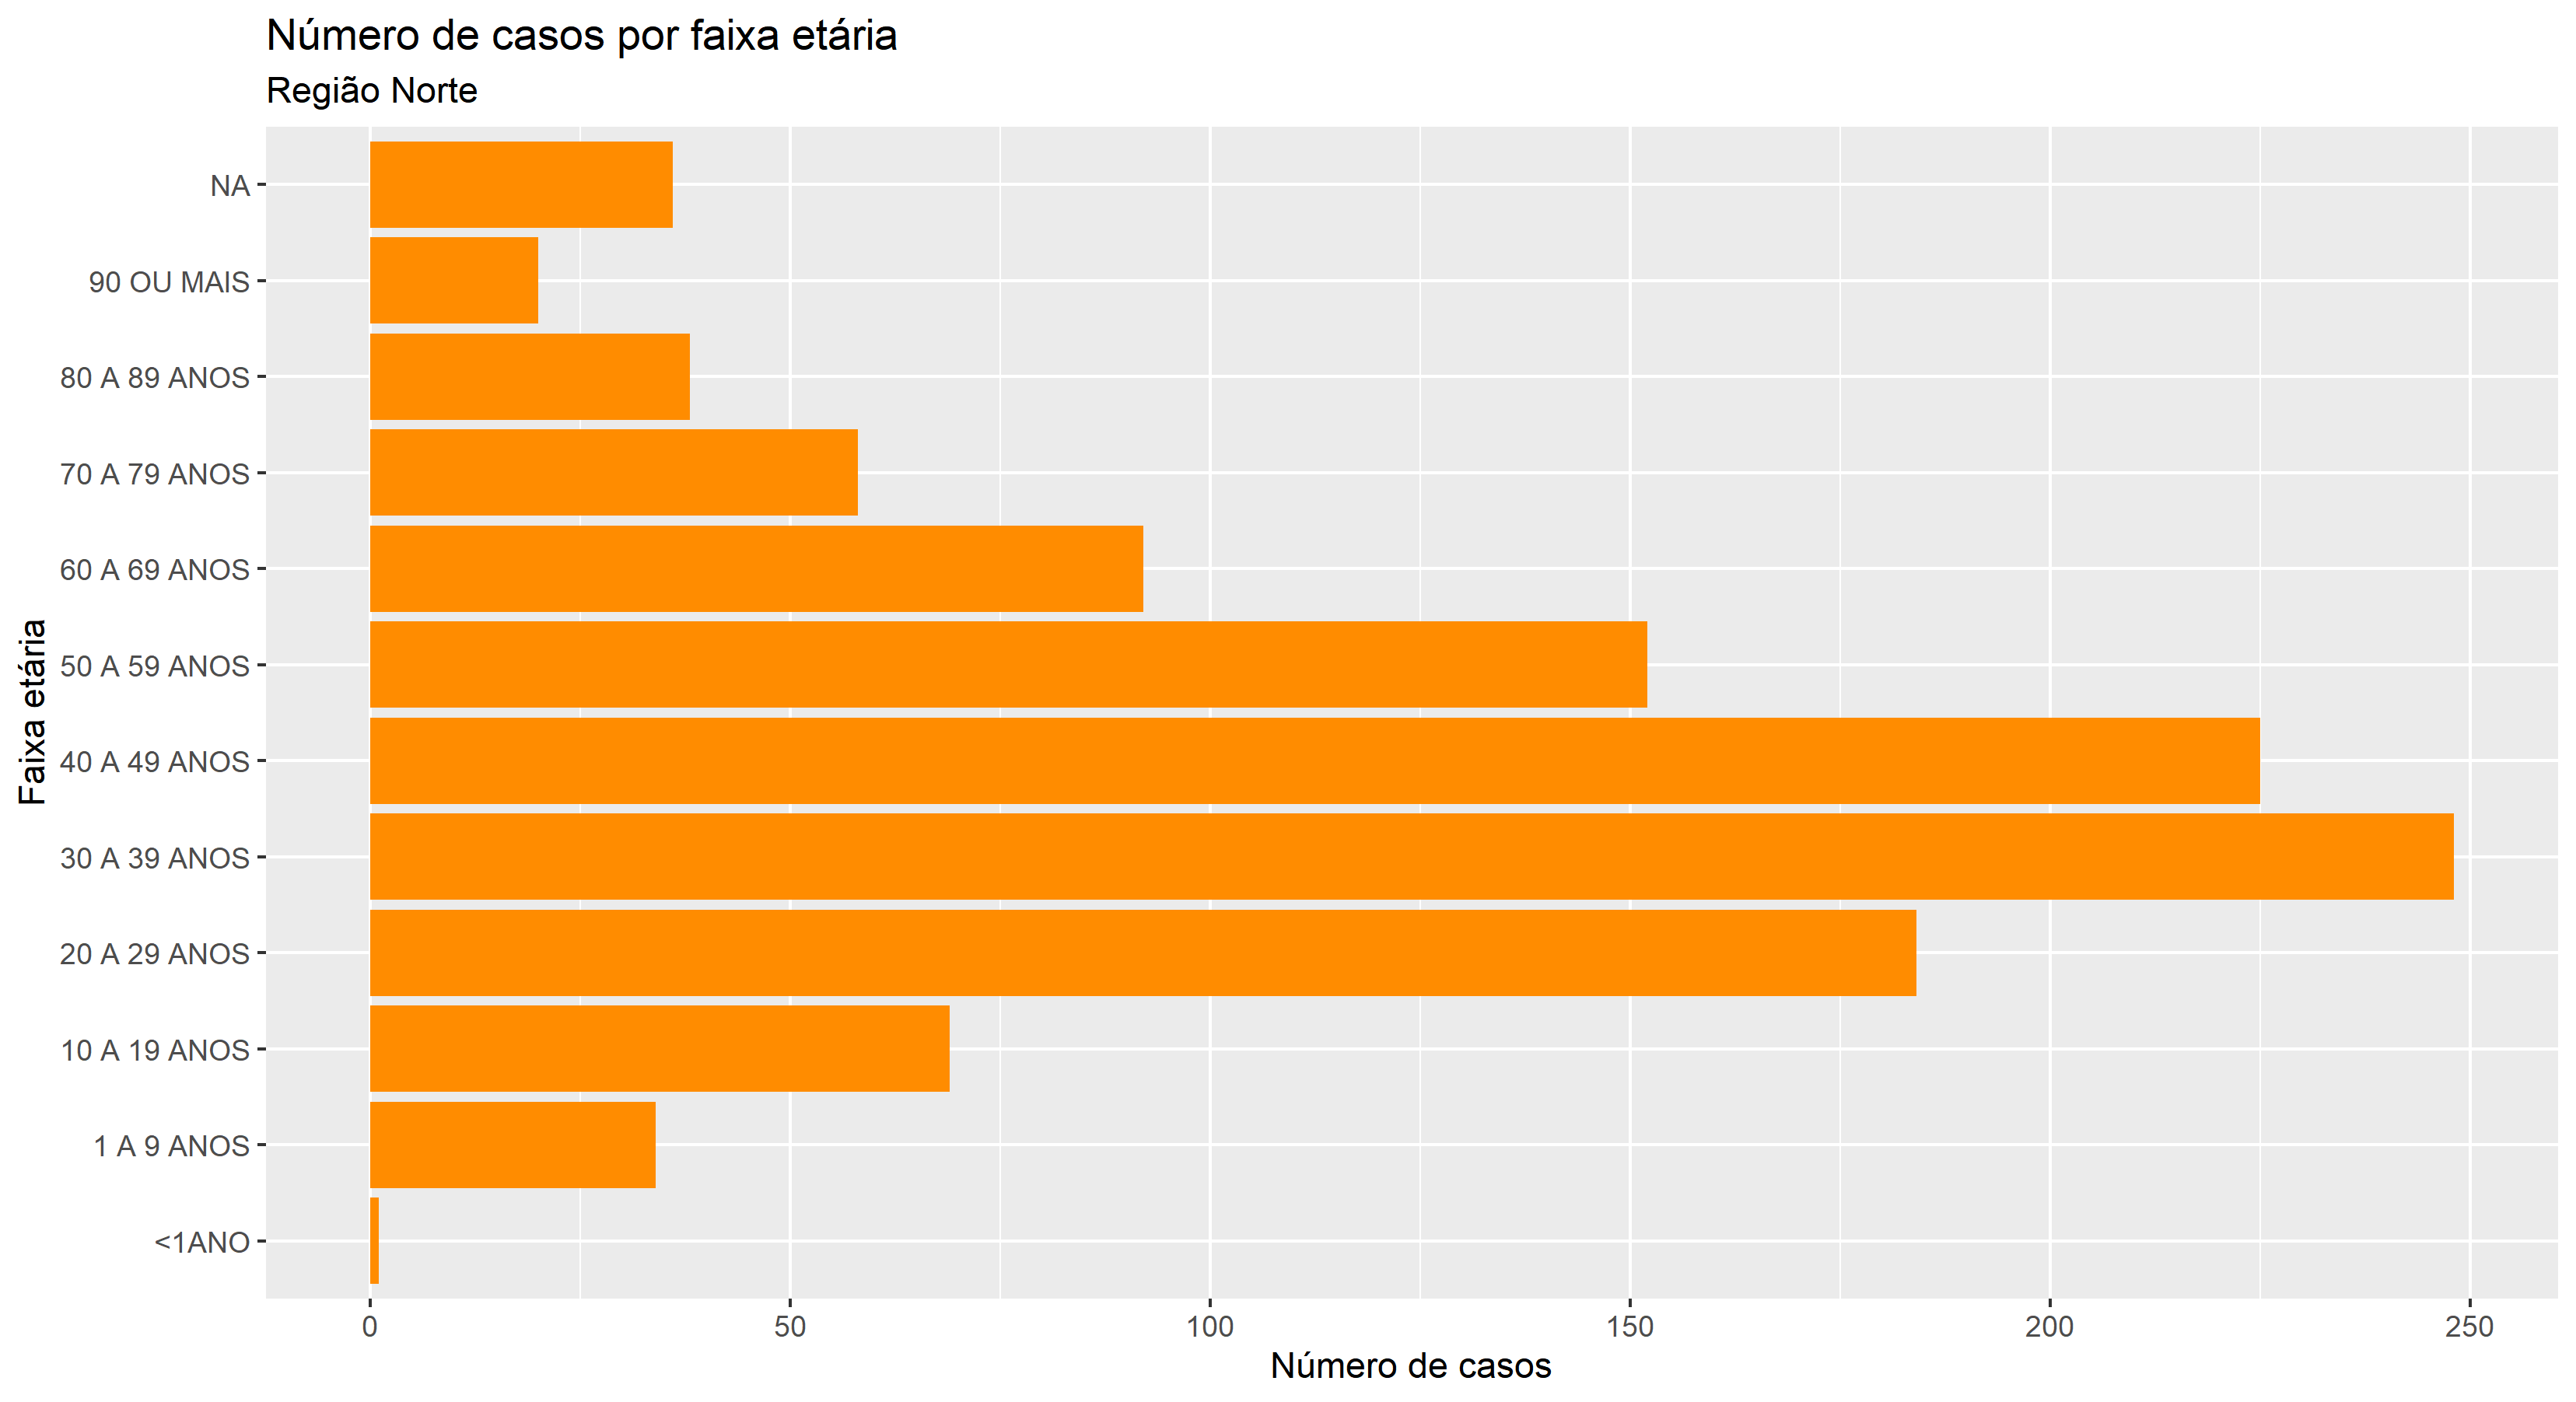 Número de casos por faixa etária
Região Norte
Faixa etária
NA
90 OU MAIS
80 A 89 ANOS
70 A 79 ANOS
60 A 69 ANOS
50 A 59 ANOS
40 A 49 ANOS
30 A 39 ANOS
20 A 29 ANOS
10 A 19 ANOS
1 A 9 ANOS
<1ANO
0 50 100 150 200 250
Número de casos